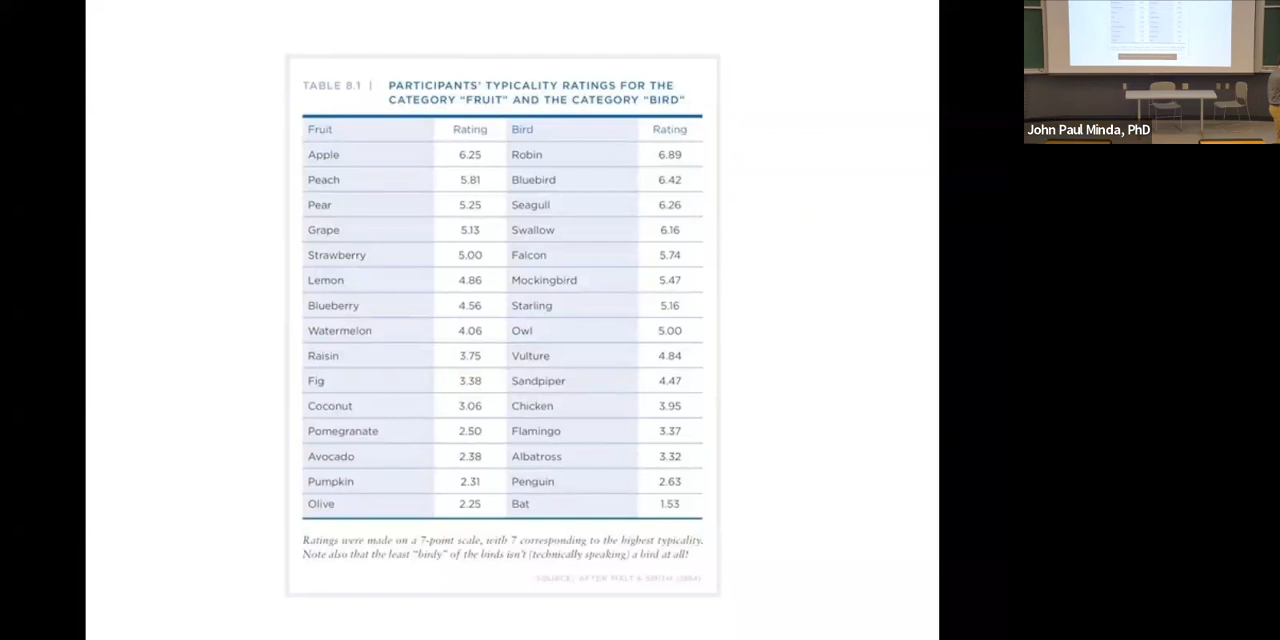 TABLE 8.1 | PARTICIPANTS' TYPICALITY RATINGS FOR THE
CATEGORY "FRUIT" AND THE CATEGORY "BIRD"
Fruit Rating Bird Rating
Apple 6.25 Robin 6.89
Peach 5.81 Bluebird 6.42
Pear 5.25 Seagull 6.26
Grape 5.13 Swallow 6.16
Strawberry 5.00 Falcon 5.74
Lemon 4.86 Mockingbird 5.47
Blueberry 4.56 Starling 5.16
Watermelon 4.06 Owl 5.00
Raisin 3.75 Vulture 4.84
Fig 3.38 Sandpiper 4.47
Coconut 3.06 Chicken 3.95
Pomegranate 2.50 Flamingo 3.37
Avocado 2.38 Albatross 3.32
Pumpkin 2.31 Penguin 2.63
Olive 2.25 Bat 1.53
Ratings were made on a 7-point scale, with 7 corresponding to the highest typicality.
Note also that the least "birdy" of the birds isn't (technically speaking) a bird at all!
SOURCE: AFTER MALT & SMITH (1984)
John Paul Minda, PhD